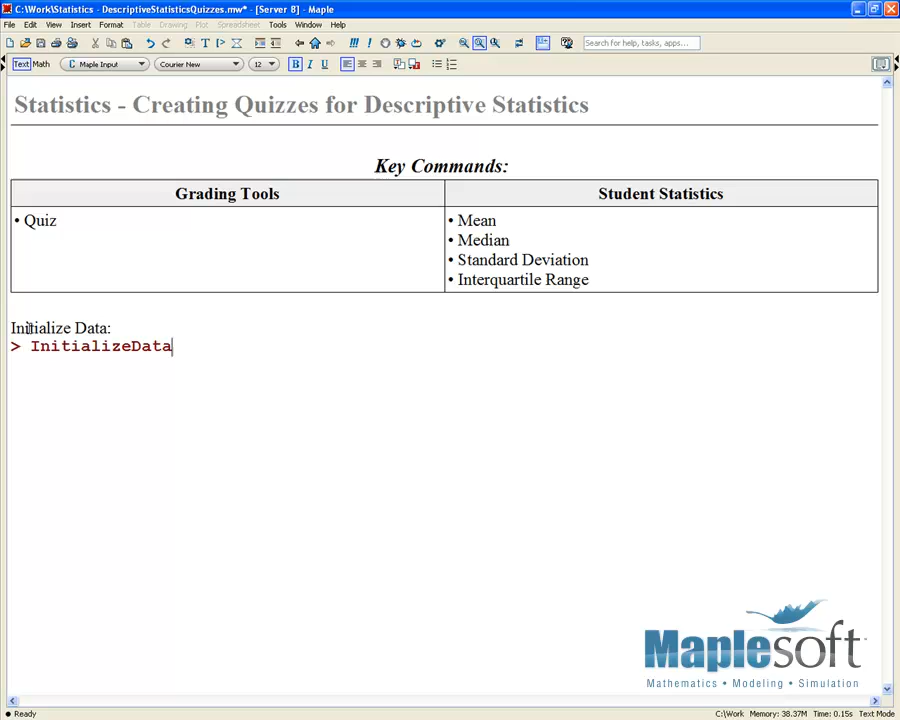 C:\Work\Statistics - DescriptiveStatisticsQuizzes.mw* - [Server 8] - Maple
File Edit View Insert Format Table Drawing Plot Spreadsheet Tools Window Help
Search for help, tasks, apps...
Text Math C Maple Input Courier New 12 B I U
Statistics - Creating Quizzes for Descriptive Statistics
Key Commands:
Grading Tools Student Statistics
• Quiz
• Mean
• Median
• Standard Deviation
• Interquartile Range
Initialize Data:
> InitializeData
Maplesoft
Mathematics • Modeling • Simulation
Ready C:\Work Memory: 38.37M Time: 0.15s Text Mode